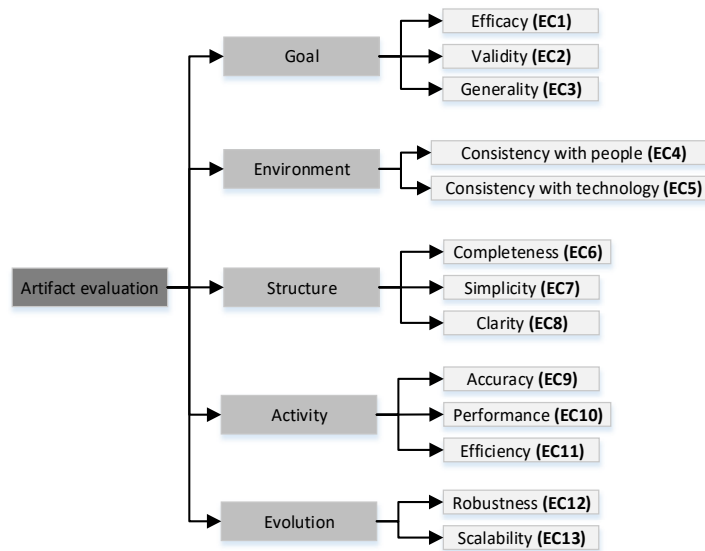 Artifact evaluation
Goal
Efficacy (EC1)
Validity (EC2)
Generality (EC3)
Environment
Consistency with people (EC4)
Consistency with technology (EC5)
Structure
Completeness (EC6)
Simplicity (EC7)
Clarity (EC8)
Activity
Accuracy (EC9)
Performance (EC10)
Efficiency (EC11)
Evolution
Robustness (EC12)
Scalability (EC13)